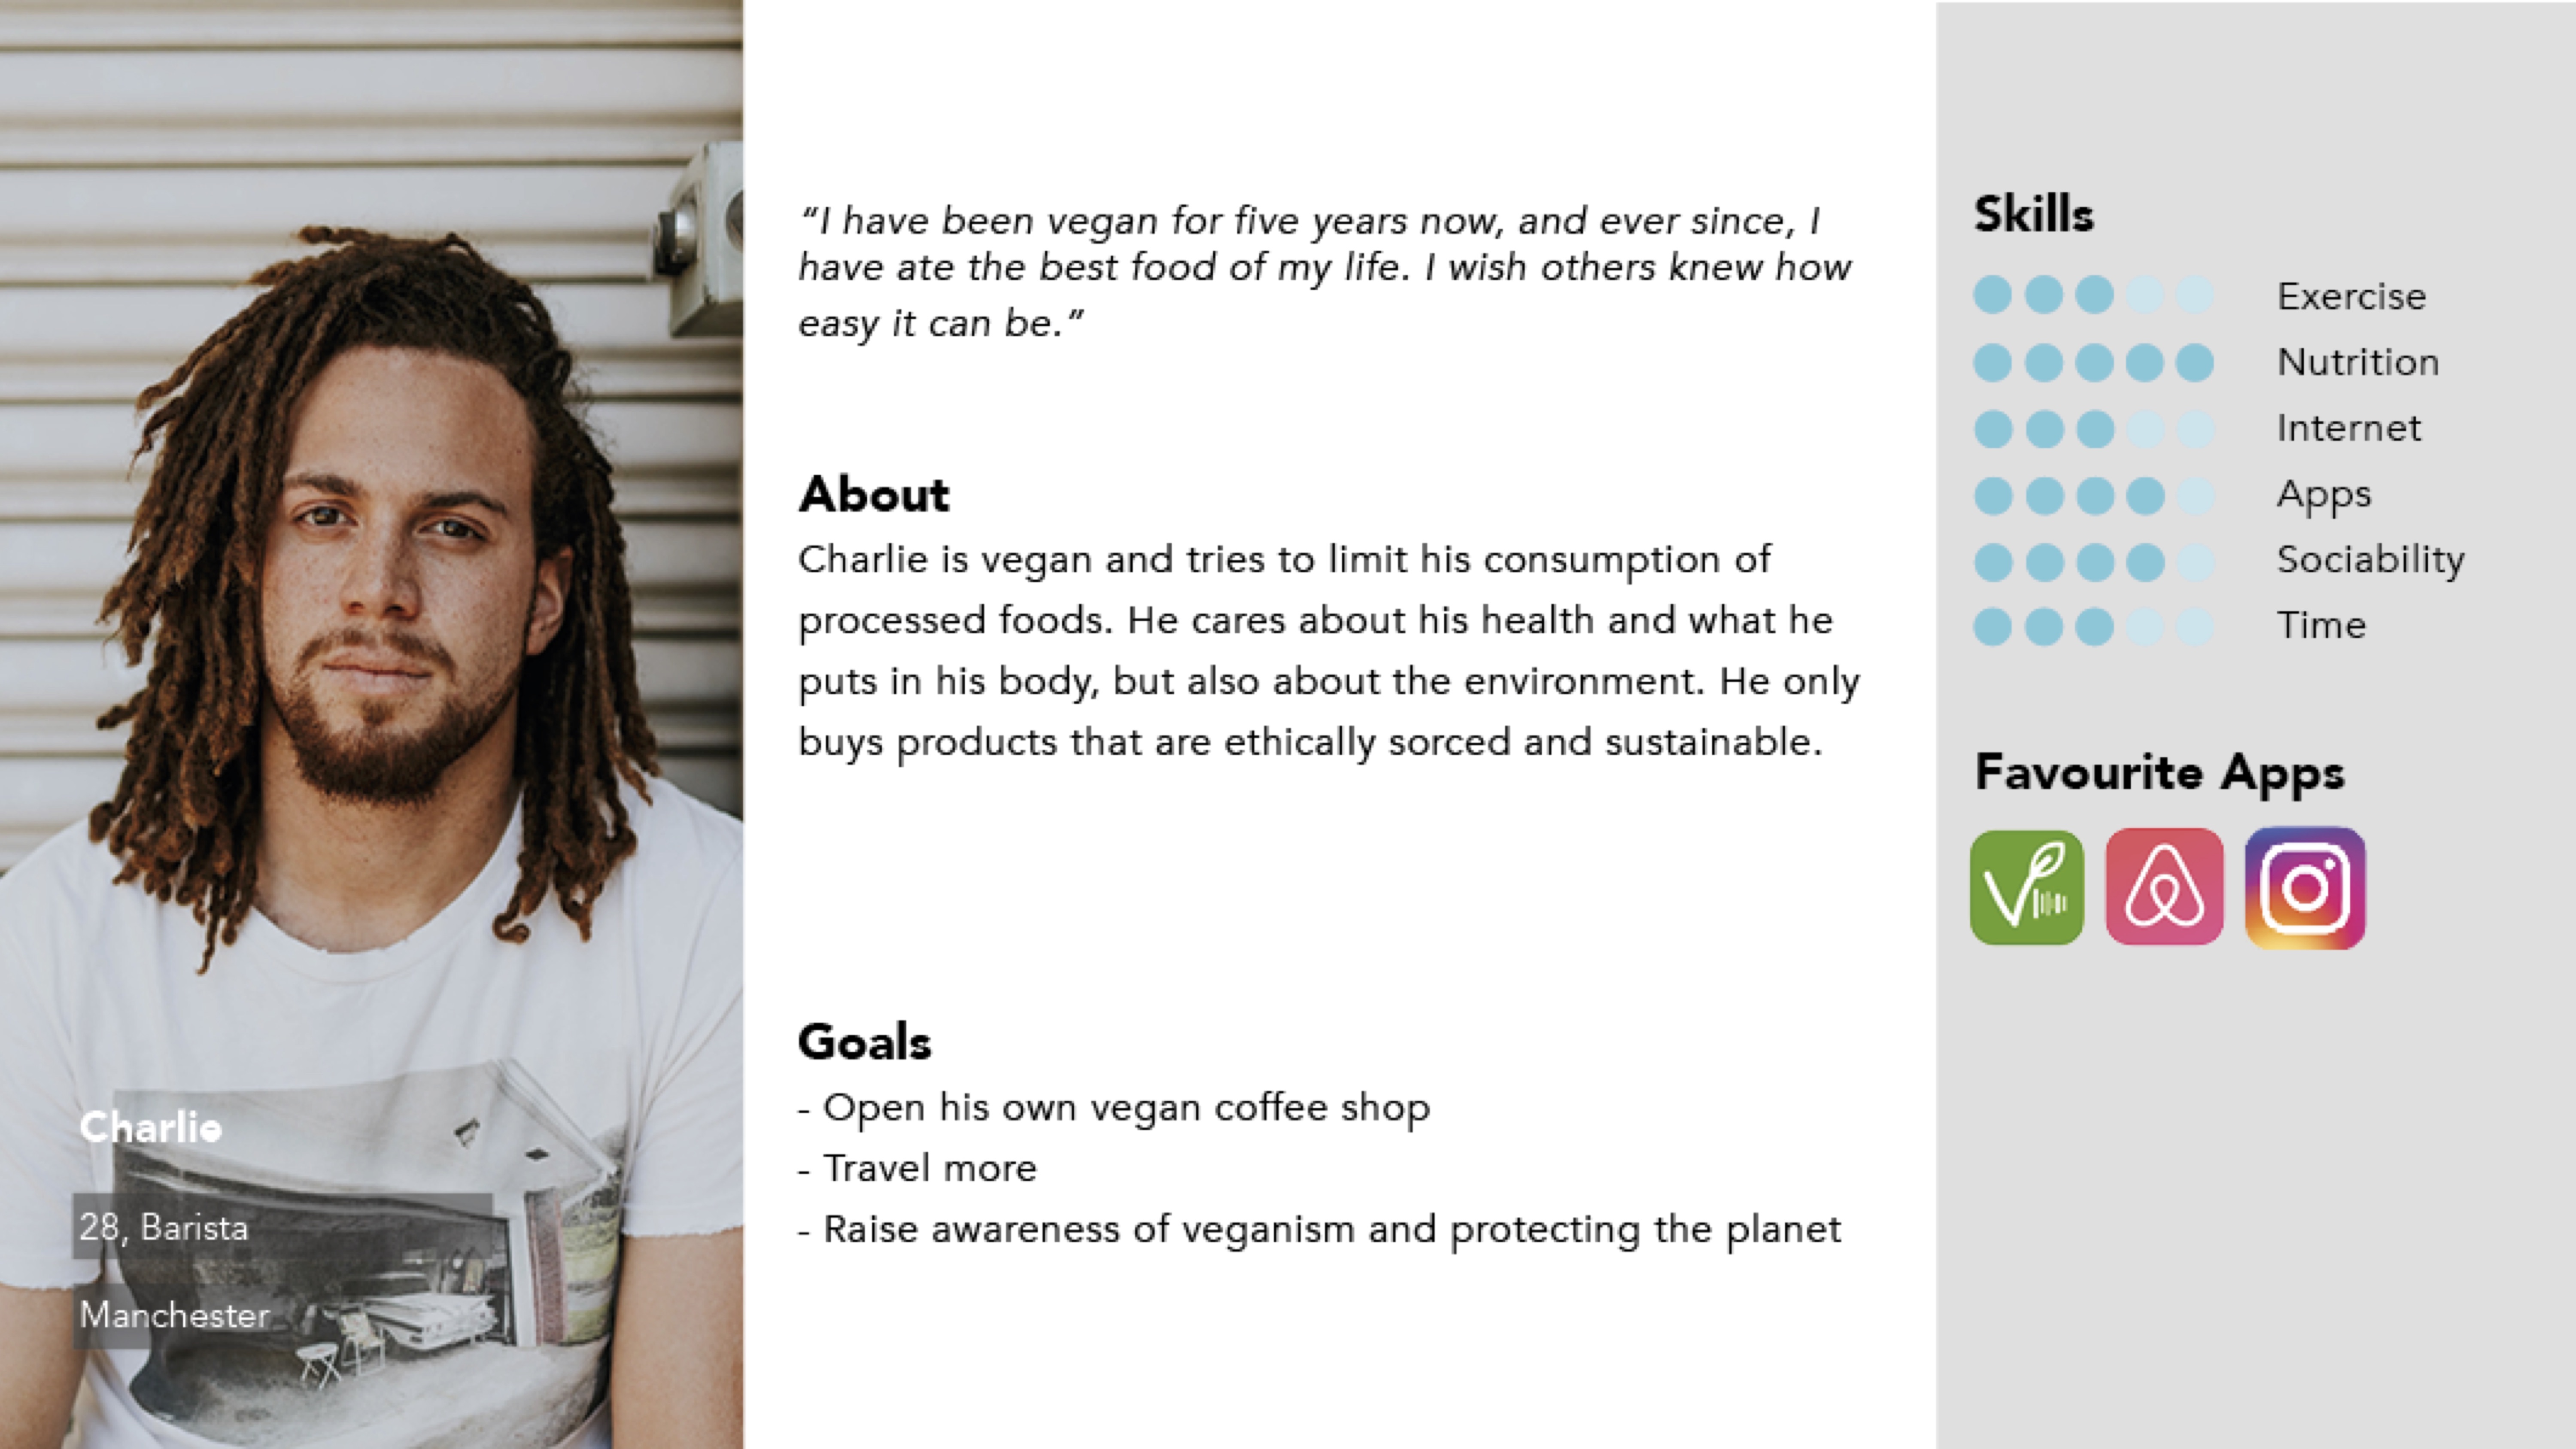 “I have been vegan for five years now, and ever since, I
have ate the best food of my life. I wish others knew how
easy it can be.”
About
Charlie is vegan and tries to limit his consumption of
processed foods. He cares about his health and what he
puts in his body, but also about the environment. He only
buys products that are ethically sorced and sustainable.
Goals
- Open his own vegan coffee shop
- Travel more
- Raise awareness of veganism and protecting the planet
Charlie
28, Barista
Manchester
Skills
Exercise
Nutrition
Internet
Apps
Sociability
Time
Favourite Apps